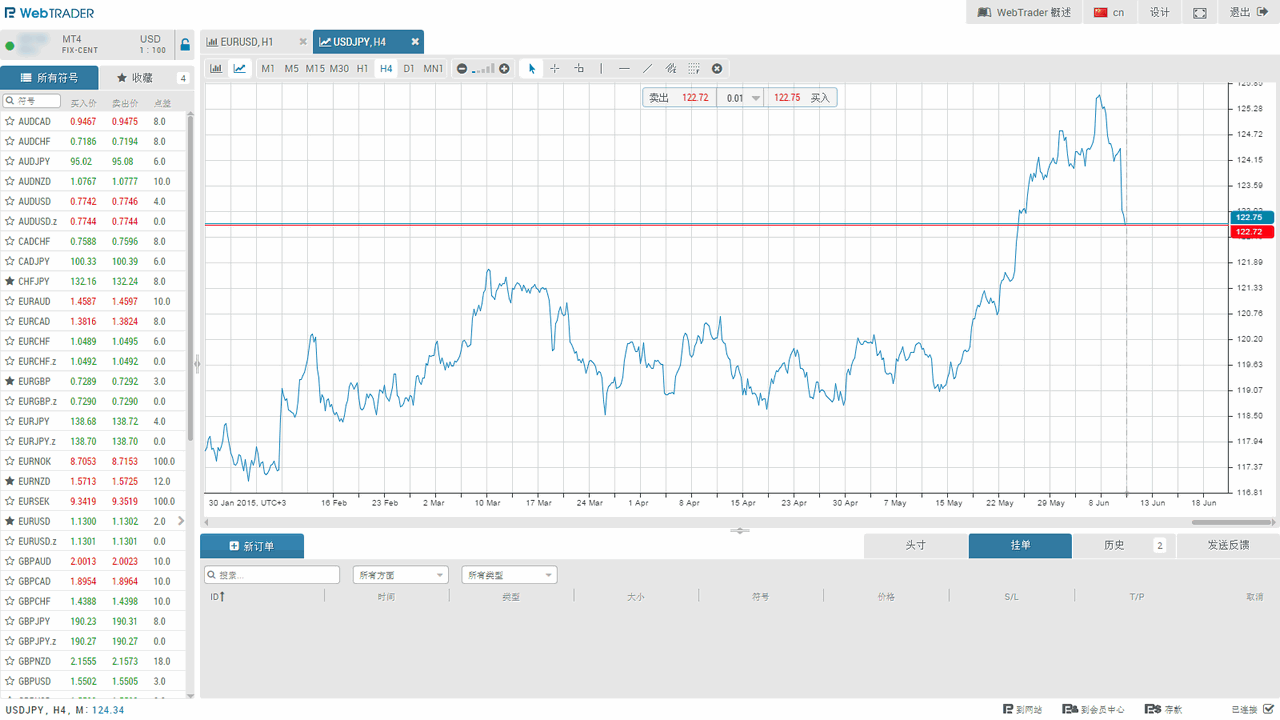 WebTRADER
WebTrader 概述
cn
设计
退出
MT4
FIX-CENT
USD
1 : 100
EURUSD, H1
USDJPY, H4
所有符号
收藏
4
M1 M5 M15 M30 H1 H4 D1 MN1
符号 买入价 卖出价 点差
AUDCAD 0.9467 0.9475 8.0
AUDCHF 0.7186 0.7194 8.0
AUDJPY 95.02 95.08 6.0
AUDNZD 1.0767 1.0777 10.0
AUDUSD 0.7742 0.7746 4.0
AUDUSD.z 0.7744 0.7744 0.0
CADCHF 0.7588 0.7596 8.0
CADJPY 100.33 100.39 6.0
CHFJPY 132.16 132.24 8.0
EURAUD 1.4587 1.4597 10.0
EURCAD 1.3816 1.3824 8.0
EURCHF 1.0489 1.0495 6.0
EURCHF.z 1.0492 1.0492 0.0
EURGBP 0.7289 0.7292 3.0
EURGBP.z 0.7290 0.7290 0.0
EURJPY 138.68 138.72 4.0
EURJPY.z 138.70 138.70 0.0
EURNOK 8.7053 8.7153 100.0
EURNZD 1.5713 1.5725 12.0
EURSEK 9.3419 9.3519 100.0
EURUSD 1.1300 1.1302 2.0
EURUSD.z 1.1301 1.1301 0.0
GBPAUD 2.0013 2.0023 10.0
GBPCAD 1.8954 1.8964 10.0
GBPCHF 1.4388 1.4398 10.0
GBPJPY 190.23 190.31 8.0
GBPJPY.z 190.27 190.27 0.0
GBPNZD 2.1555 2.1573 18.0
GBPUSD 1.5502 1.5505 3.0
卖出 122.72 0.01 122.75 买入
125.28
124.72
124.15
123.59
122.75
122.72
121.89
121.33
120.76
120.20
119.63
119.07
118.50
117.94
117.37
116.81
30 Jan 2015, UTC+3 16 Feb 23 Feb 2 Mar 10 Mar 17 Mar 24 Mar 1 Apr 8 Apr 15 Apr 23 Apr 30 Apr 7 May 15 May 22 May 29 May 8 Jun 13 Jun 18 Jun
新订单
头寸
挂单
历史 2
发送反馈
搜索...
所有方面
所有类型
ID 时间 类型 大小 符号 价格 S/L T/P 取消
USDJPY, H4, M: 124.34
到网站
到会员中心
存款
已连接